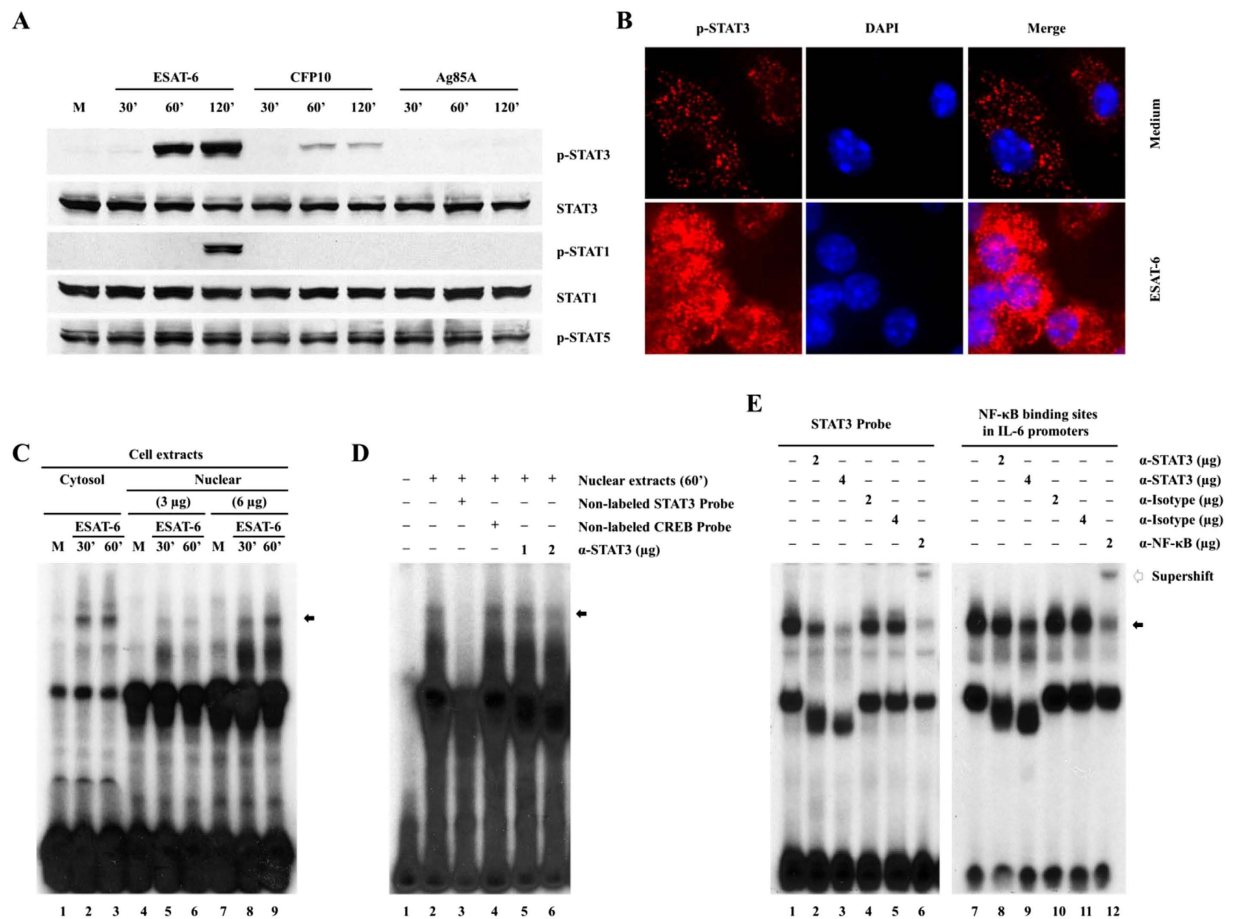 A
ESAT-6 CFP10 Ag85A
M 30’ 60’ 120’ 30’ 60’ 120’ 30’ 60’ 120’
p-STAT3
STAT3
p-STAT1
STAT1
p-STAT5
B
p-STAT3 DAPI Merge
Medium
ESAT-6
C
Cell extracts
Cytosol Nuclear
(3 µg) (6 µg)
ESAT-6 ESAT-6 ESAT-6
M 30’ 60’ M 30’ 60’ M 30’ 60’
1 2 3 4 5 6 7 8 9
D
– + + + + + Nuclear extracts (60’)
– – + – – – Non-labeled STAT3 Probe
– – – + – – Non-labeled CREB Probe
– – – – 1 2 α-STAT3 (µg)
1 2 3 4 5 6
E
STAT3 Probe
NF-κB binding sites
in IL-6 promoters
– 2 – – – – – 2 – – – – α-STAT3 (µg)
– – 4 – – – – – 4 – – – α-STAT3 (µg)
– – – 2 – – – – – 2 – – α-Isotype (µg)
– – – – 4 – – – – – 4 – α-Isotype (µg)
– – – – – 2 – – – – – 2 α-NF-κB (µg)
Supershift
1 2 3 4 5 6 7 8 9 10 11 12